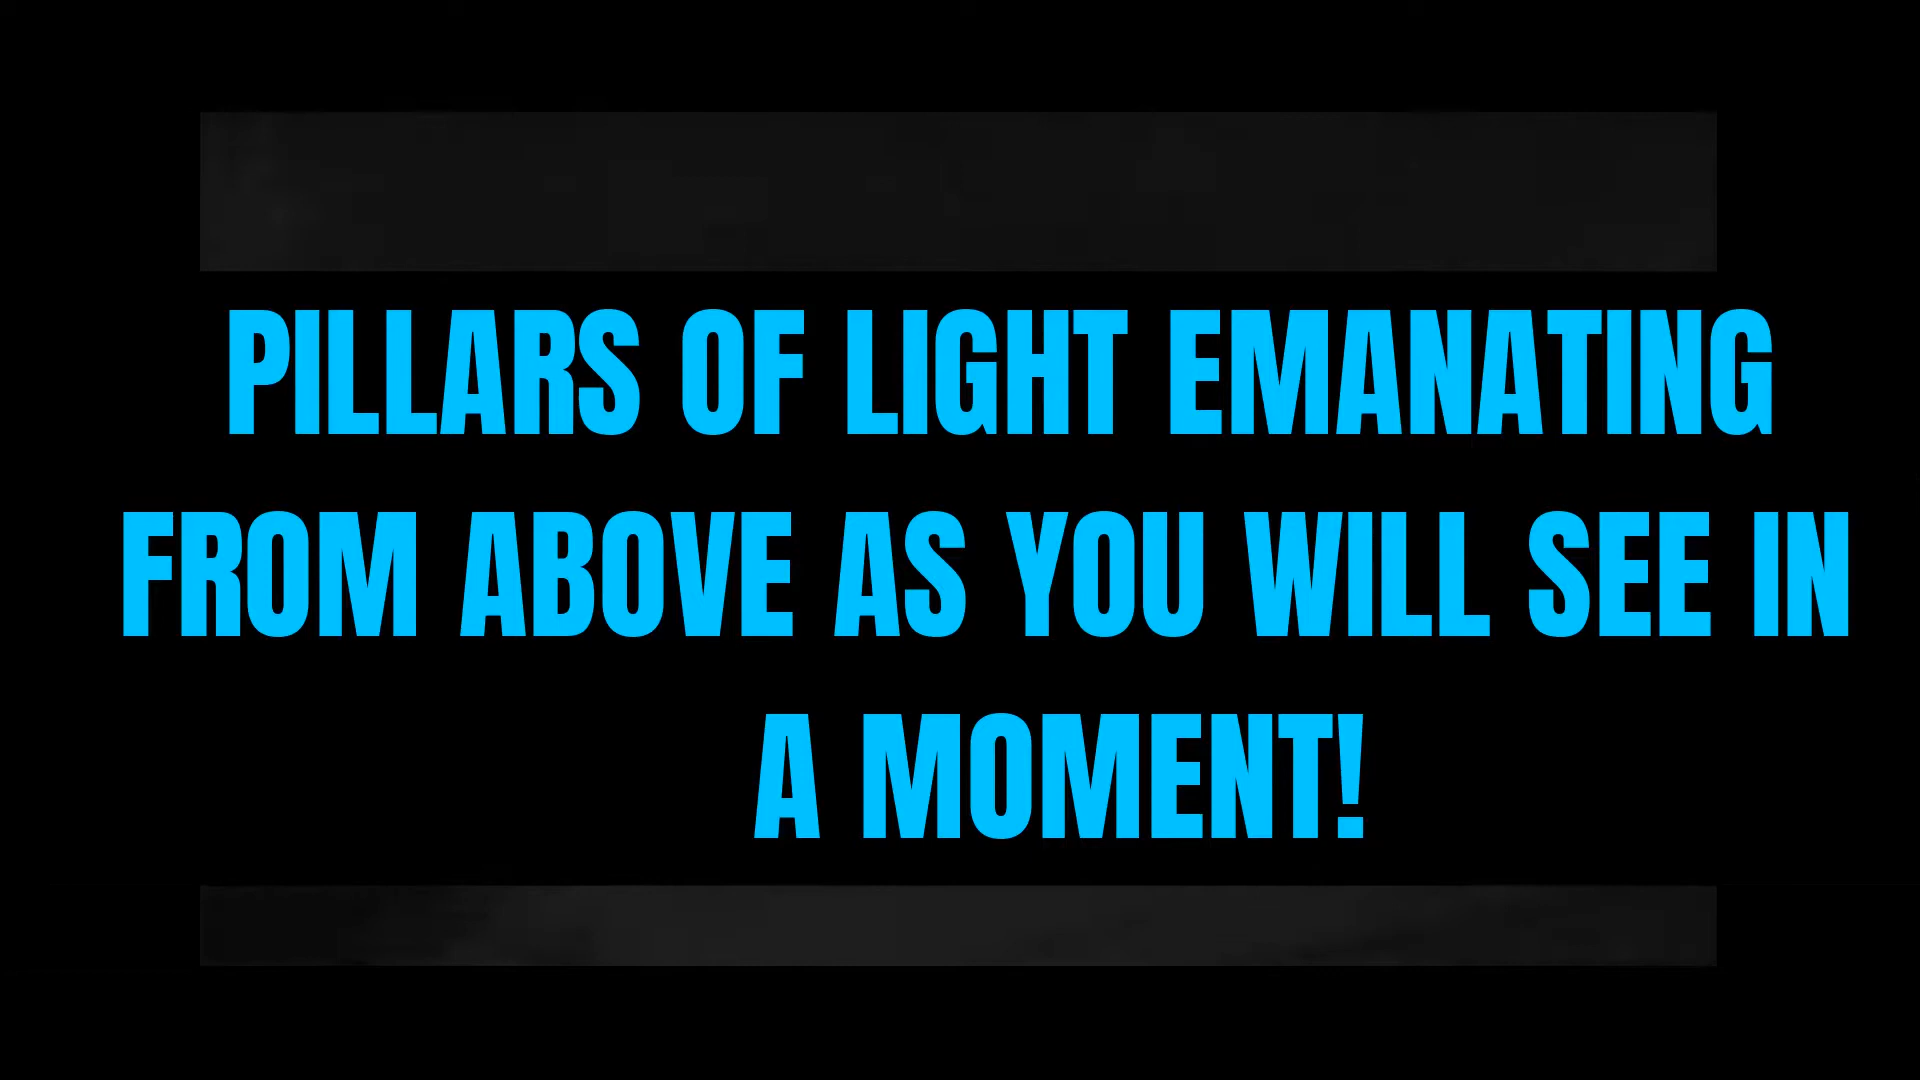 PILLARS OF LIGHT EMANATING
FROM ABOVE AS YOU WILL SEE IN
A MOMENT!